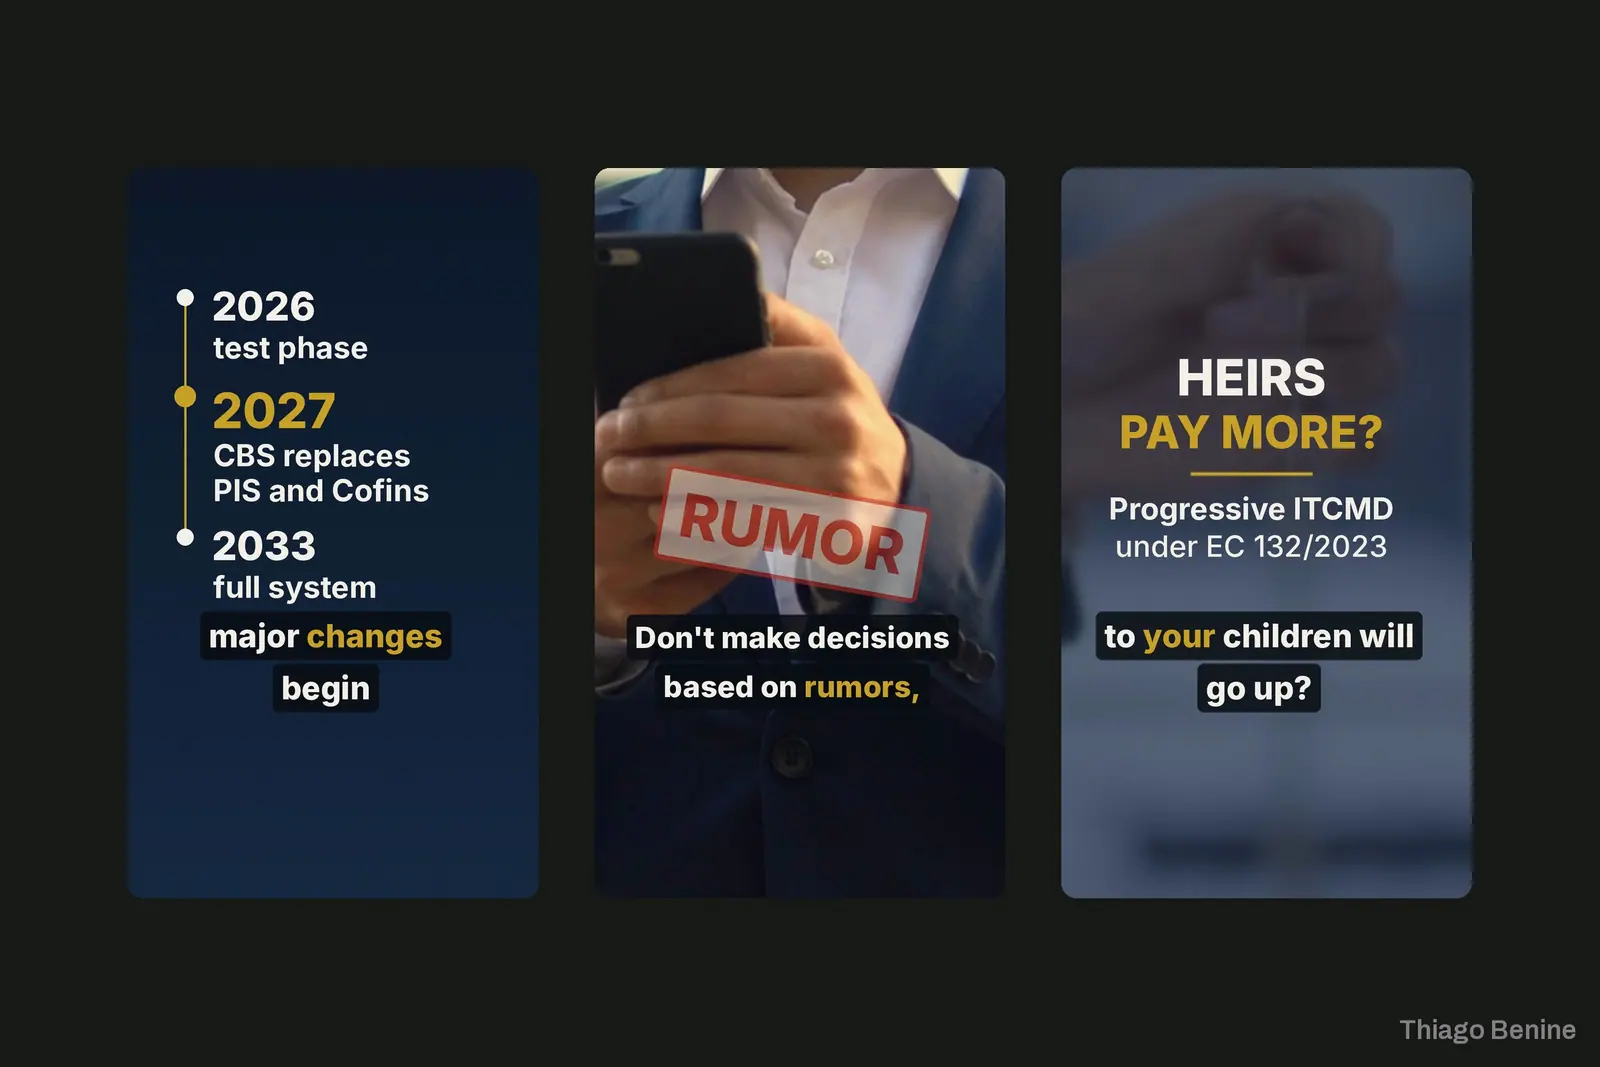 2026
test phase
2027
CBS replaces
PIS and Cofins
2033
full system
major changes
begin
RUMOR
Don't make decisions
based on rumors,
HEIRS
PAY MORE?
Progressive ITCMD
under EC 132/2023
to your children will
go up?
Thiago Benine